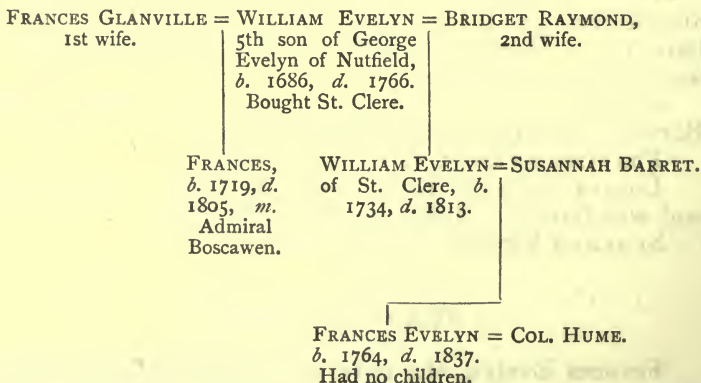 FRANCES GLANVILLE = WILLIAM EVELYN = BRIDGET RAYMOND,
1st wife.
5th son of George
Evelyn of Nutfield,
b. 1686, d. 1766.
Bought St. Clere.
2nd wife.
FRANCES,
b. 1719, d.
1805, m.
Admiral
Boscawen.
WILLIAM EVELYN = SUSANNAH BARRET.
of St. Clere, b.
1734, d. 1813.
FRANCES EVELYN = COL. HUME.
b. 1764, d. 1837.
Had no children.